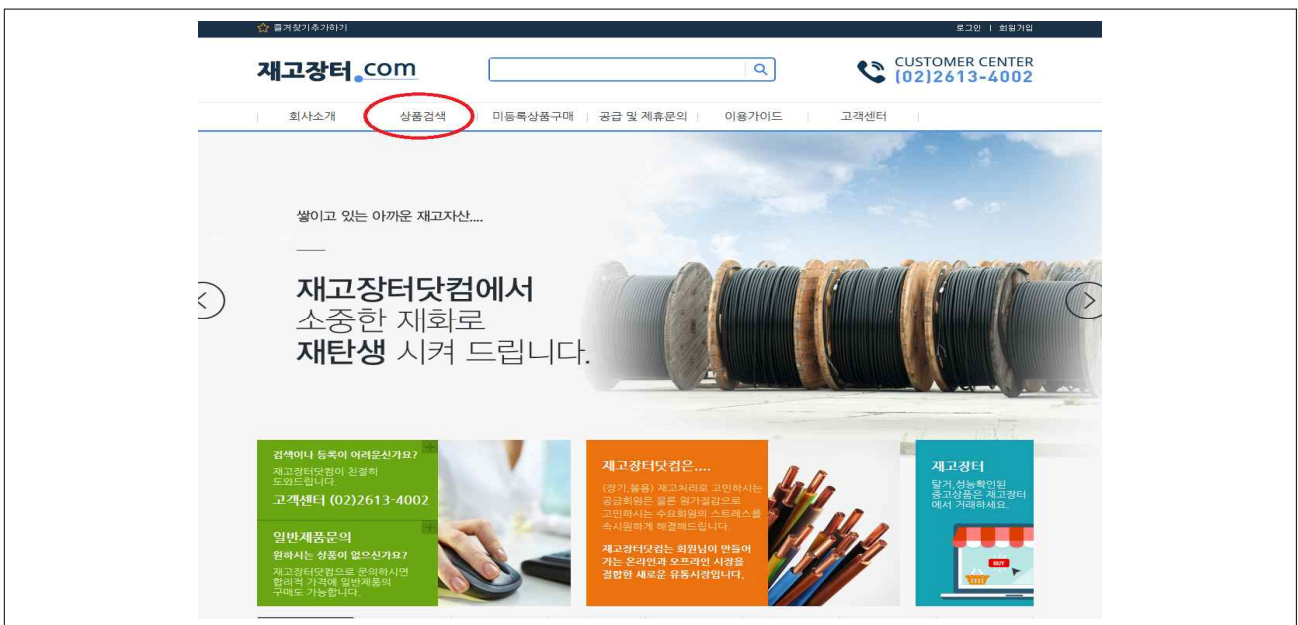 즐겨찾기추가하기
로그인 | 회원가입
재고장터.com
CUSTOMER CENTER
(02)2613-4002
회사소개
상품검색
미등록상품구매
공급 및 제휴문의
이용가이드
고객센터
쌓이고 있는 아까운 재고자산....
재고장터닷컴에서
소중한 재화로
재탄생 시켜 드립니다.
검색이나 등록이 어려운신가요?
재고장터닷컴이 친절히
도와드립니다.
고객센터 (02)2613-4002
일반제품문의
원하시는 상품이 없으신가요?
재고장터닷컴으로 문의하시면
합리적 가격에 일반제품의
구매도 가능합니다.
재고장터닷컴은....
(장기,불용) 재고처리로 고민하시는
공급회원은 물론 원가절감으로
고민하시는 수요회원의 스트레스를
속시원하게 해결해드립니다.
재고장터닷컴는 회원님이 만들어
가는 온라인과 오프라인 시장을
결합한 새로운 유통시장입니다.
재고장터
탈거,성능확인된
중고상품은 재고장터
에서 거래하세요.
BUY